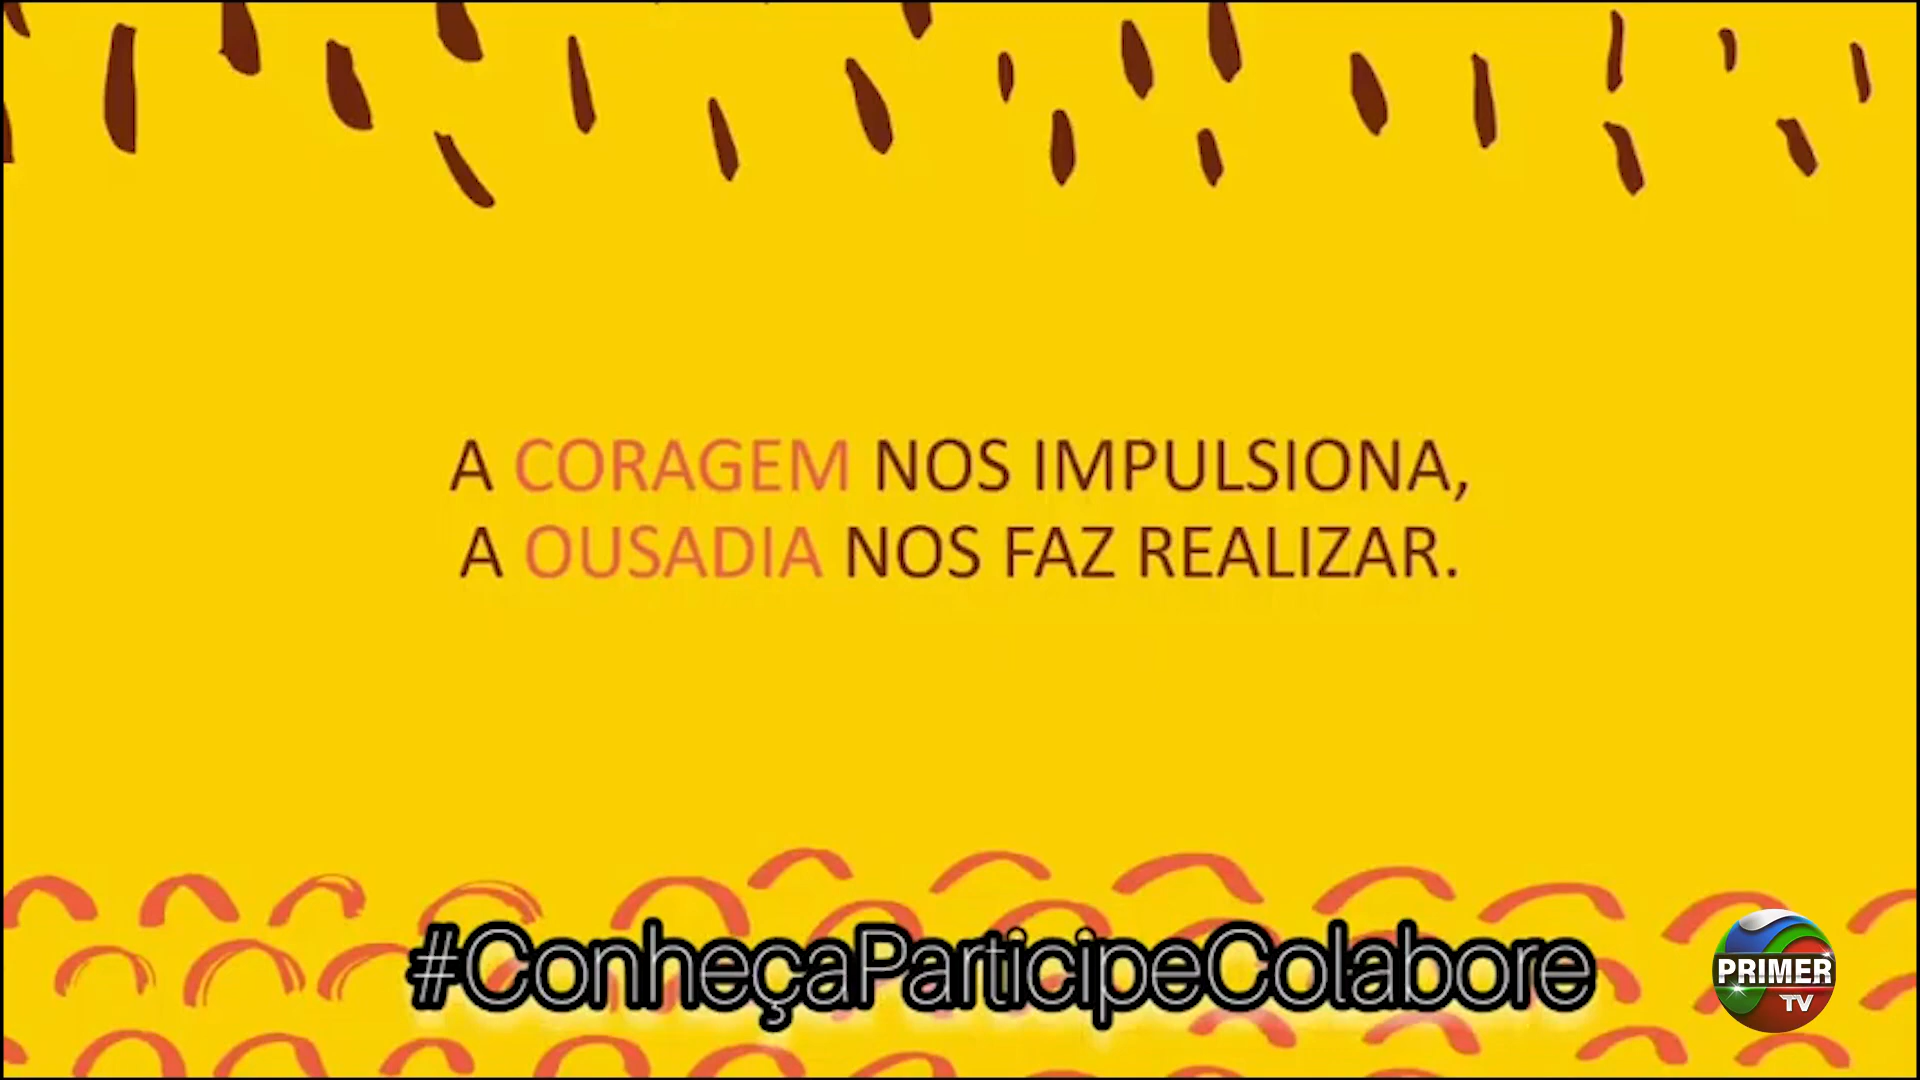 A CORAGEM NOS IMPULSIONA,
A OUSADIA NOS FAZ REALIZAR.
#ConheçaParticipeColabore
PRIMER
TV